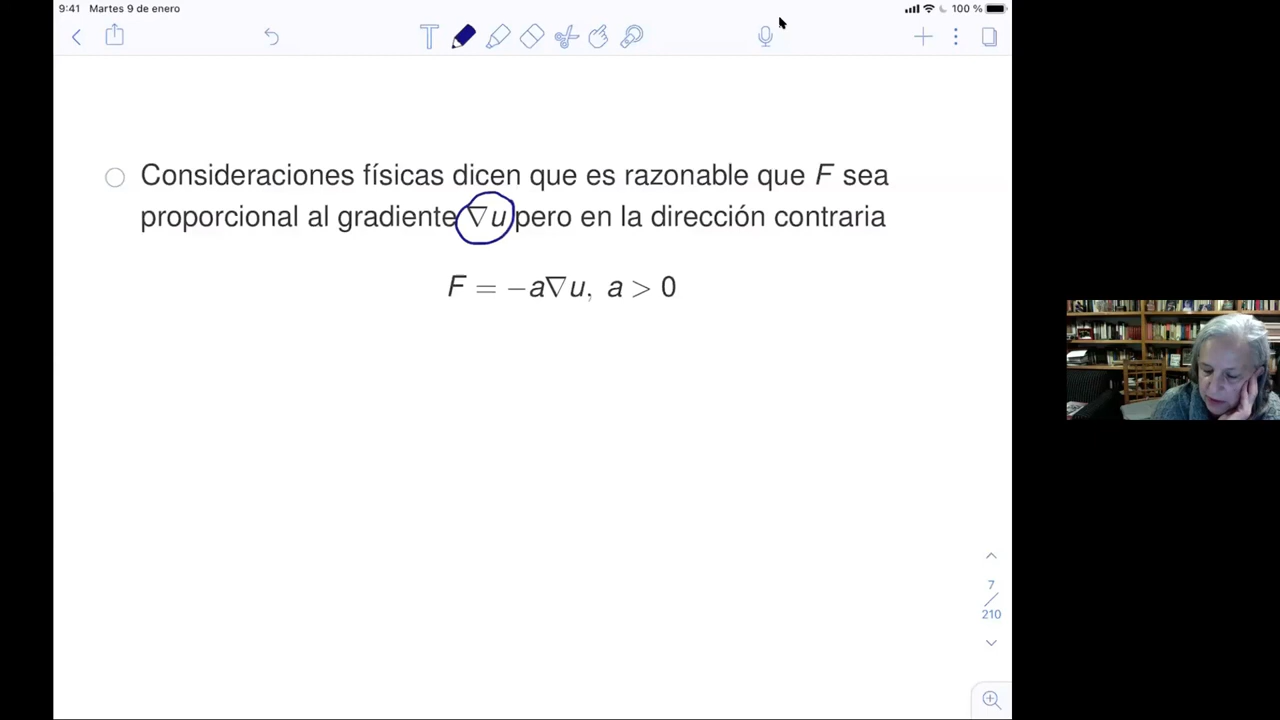 9:41 Martes 9 de enero
100 %
Consideraciones físicas dicen que es razonable que F sea
proporcional al gradiente ∇u pero en la dirección contraria
F = −a∇u, a > 0
7
210